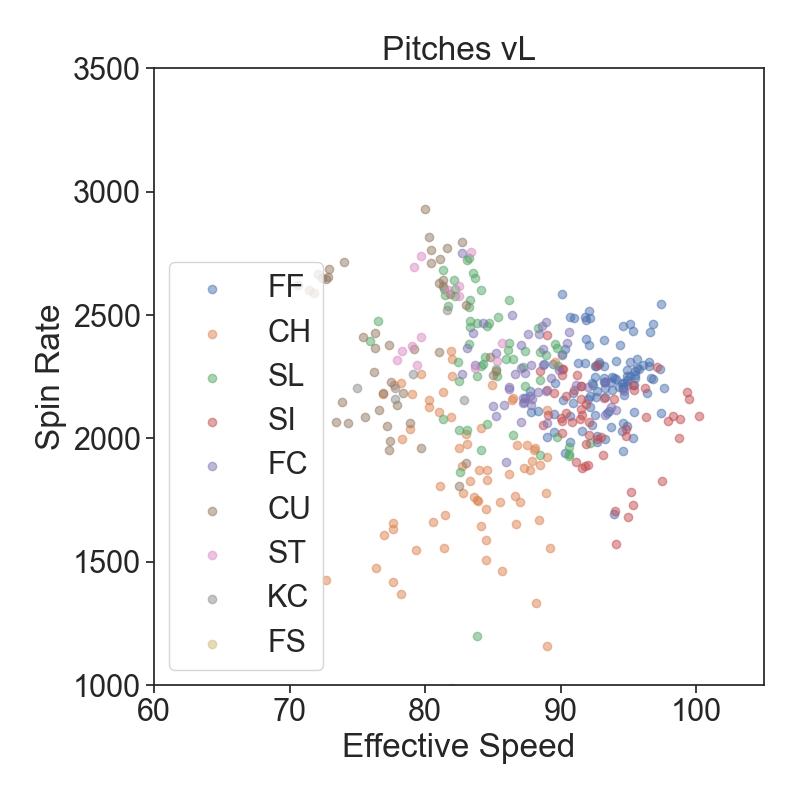 Pitches vL
3500
3000
2500
2000
1500
1000
Spin Rate
FF
CH
SL
SI
FC
CU
ST
KC
FS
60 70 80 90 100
Effective Speed